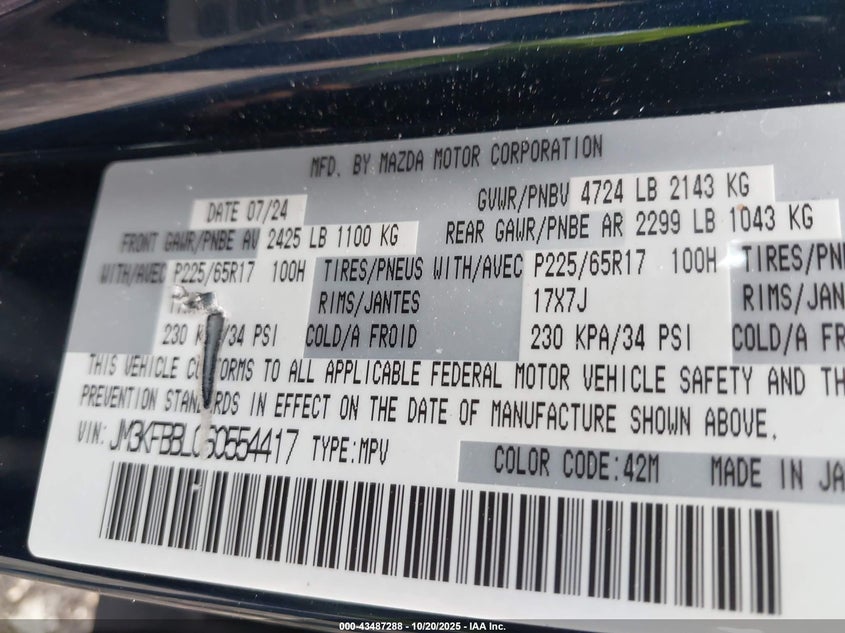 MFD. BY MAZDA MOTOR CORPORATION
DATE 07/24 GVWR/PNBV 4724 LB 2143 KG
FRONT GAWR/PNBE AV 2425 LB 1100 KG REAR GAWR/PNBE AR 2299 LB 1043 KG
WITH/AVEC P225/65R17 100H TIRES/PNEUS WITH/AVEC P225/65R17 100H TIRES/PN
RIMS/JANTES 17X7J RIMS/JAN
230 KPA/34 PSI COLD/A FROID 230 KPA/34 PSI COLD/A FR
THIS VEHICLE CONFORMS TO ALL APPLICABLE FEDERAL MOTOR VEHICLE SAFETY AND TH
PREVENTION STANDARDS IN EFFECT ON THE DATE OF MANUFACTURE SHOWN ABOVE.
VIN: TYPE:MPV
COLOR CODE:42M MADE IN JA
000-43487288 - 10/20/2025 - IAA Inc.